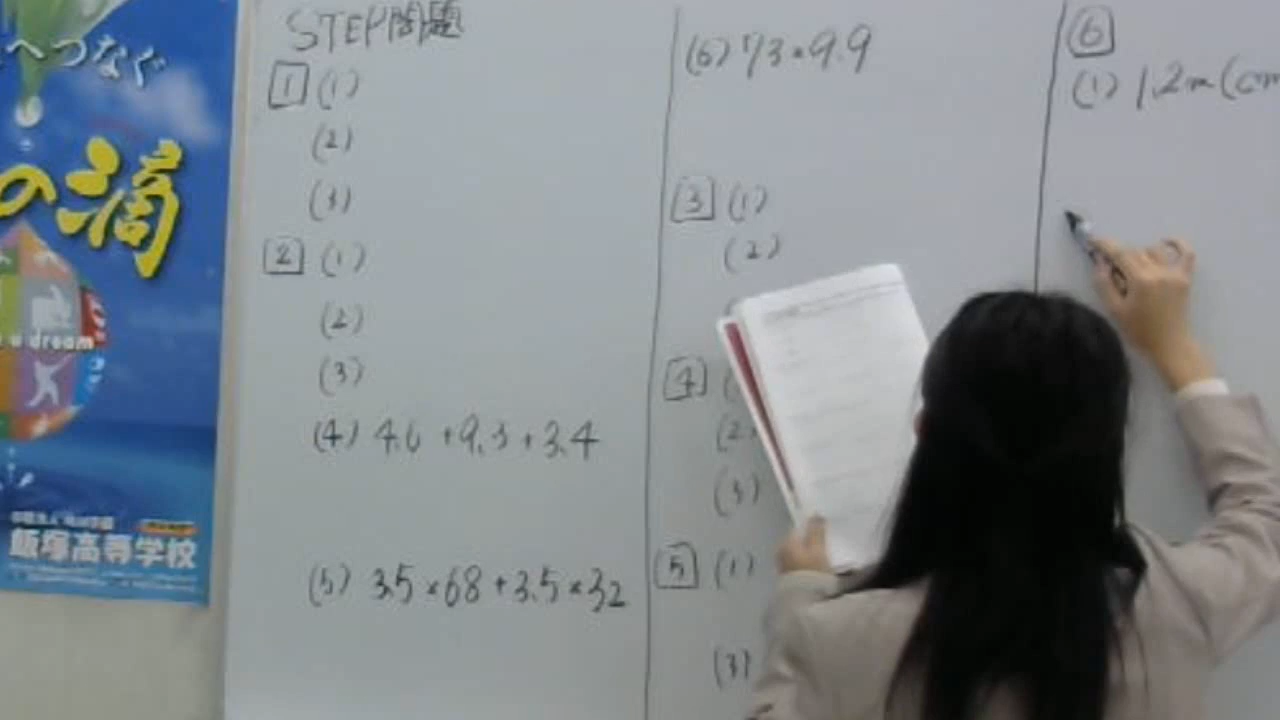 へつなぐ
の滴
a dream
飯塚高等学校
STEP問題
1 (1)
(2)
(3)
2 (1)
(2)
(3)
(4) 4.6 + 9.3 + 3.4
(5) 3.5 × 68 + 3.5 × 32
(6) 73 × 9.9
3 (1)
(2)
4
(2)
(3)
5 (1)
(3)
6
(1) 1.2m (cm